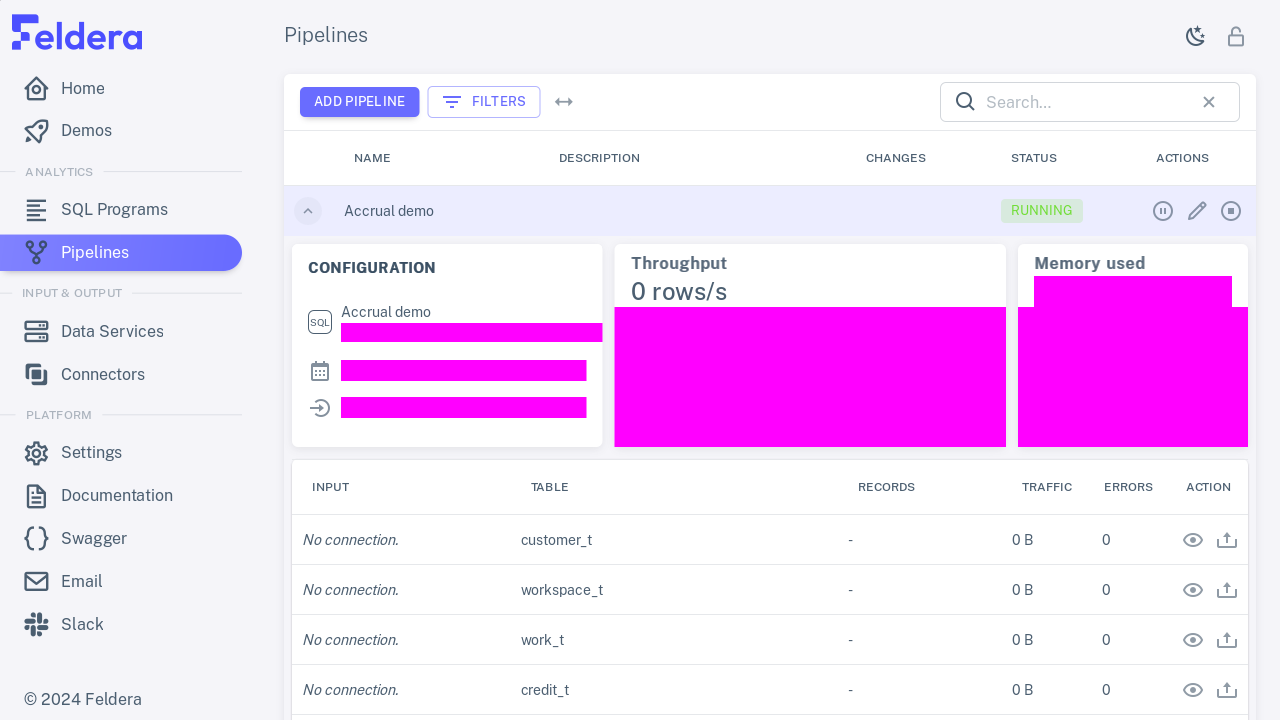 Feldera
Home
Demos
ANALYTICS
SQL Programs
Pipelines
INPUT & OUTPUT
Data Services
Connectors
PLATFORM
Settings
Documentation
Swagger
Email
Slack
© 2024 Feldera
Pipelines
ADD PIPELINE FILTERS Search...
NAME DESCRIPTION CHANGES STATUS ACTIONS
Accrual demo RUNNING
CONFIGURATION
SQL Accrual demo
Throughput
0 rows/s
Memory used
INPUT TABLE RECORDS TRAFFIC ERRORS ACTION
No connection. customer_t - 0 B 0
No connection. workspace_t - 0 B 0
No connection. work_t - 0 B 0
No connection. credit_t - 0 B 0